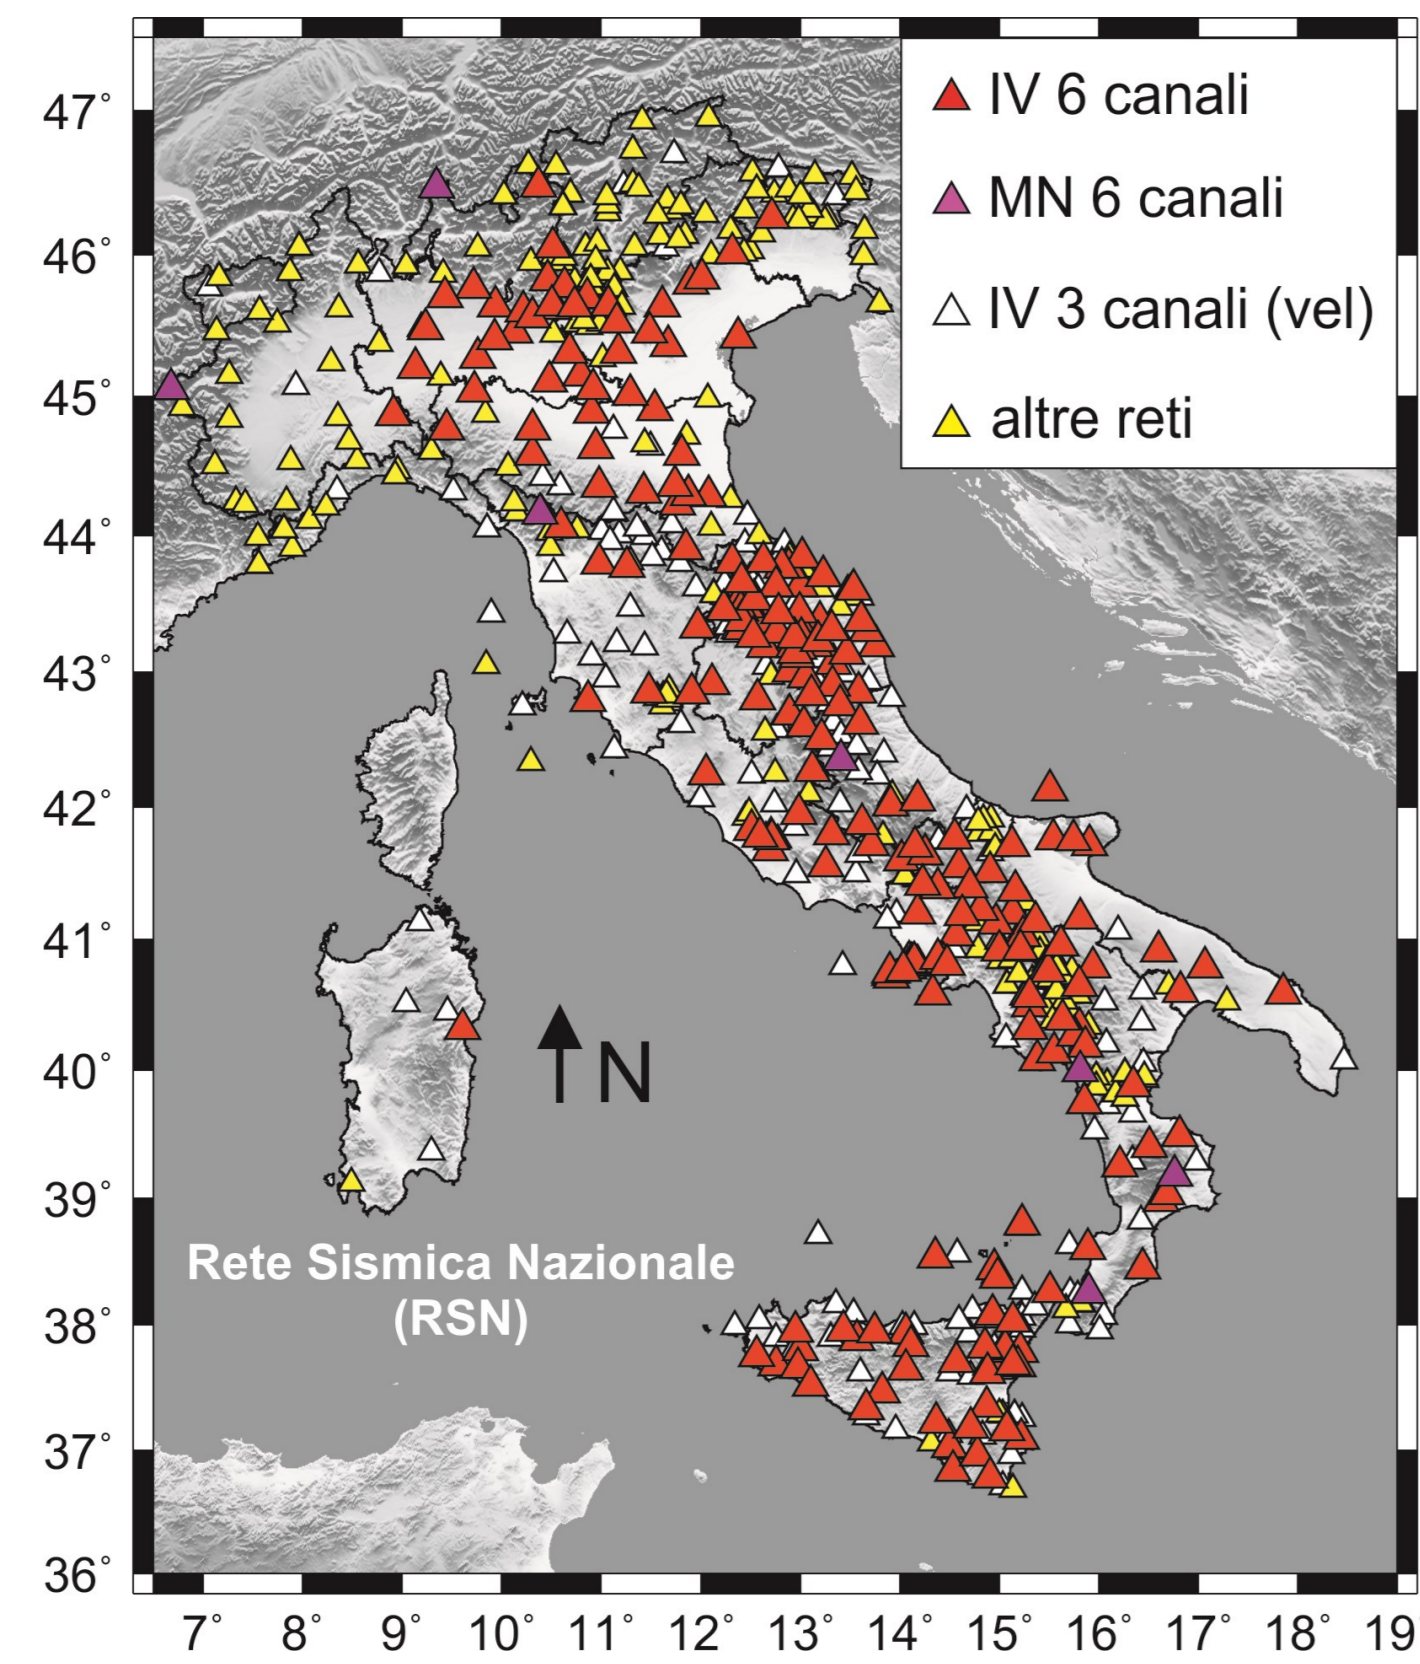 IV 6 canali
MN 6 canali
IV 3 canali (vel)
altre reti
47°
46°
45°
44°
43°
42°
41°
40°
39°
38°
37°
36°
N
Rete Sismica Nazionale
(RSN)
7° 8° 9° 10° 11° 12° 13° 14° 15° 16° 17° 18° 19